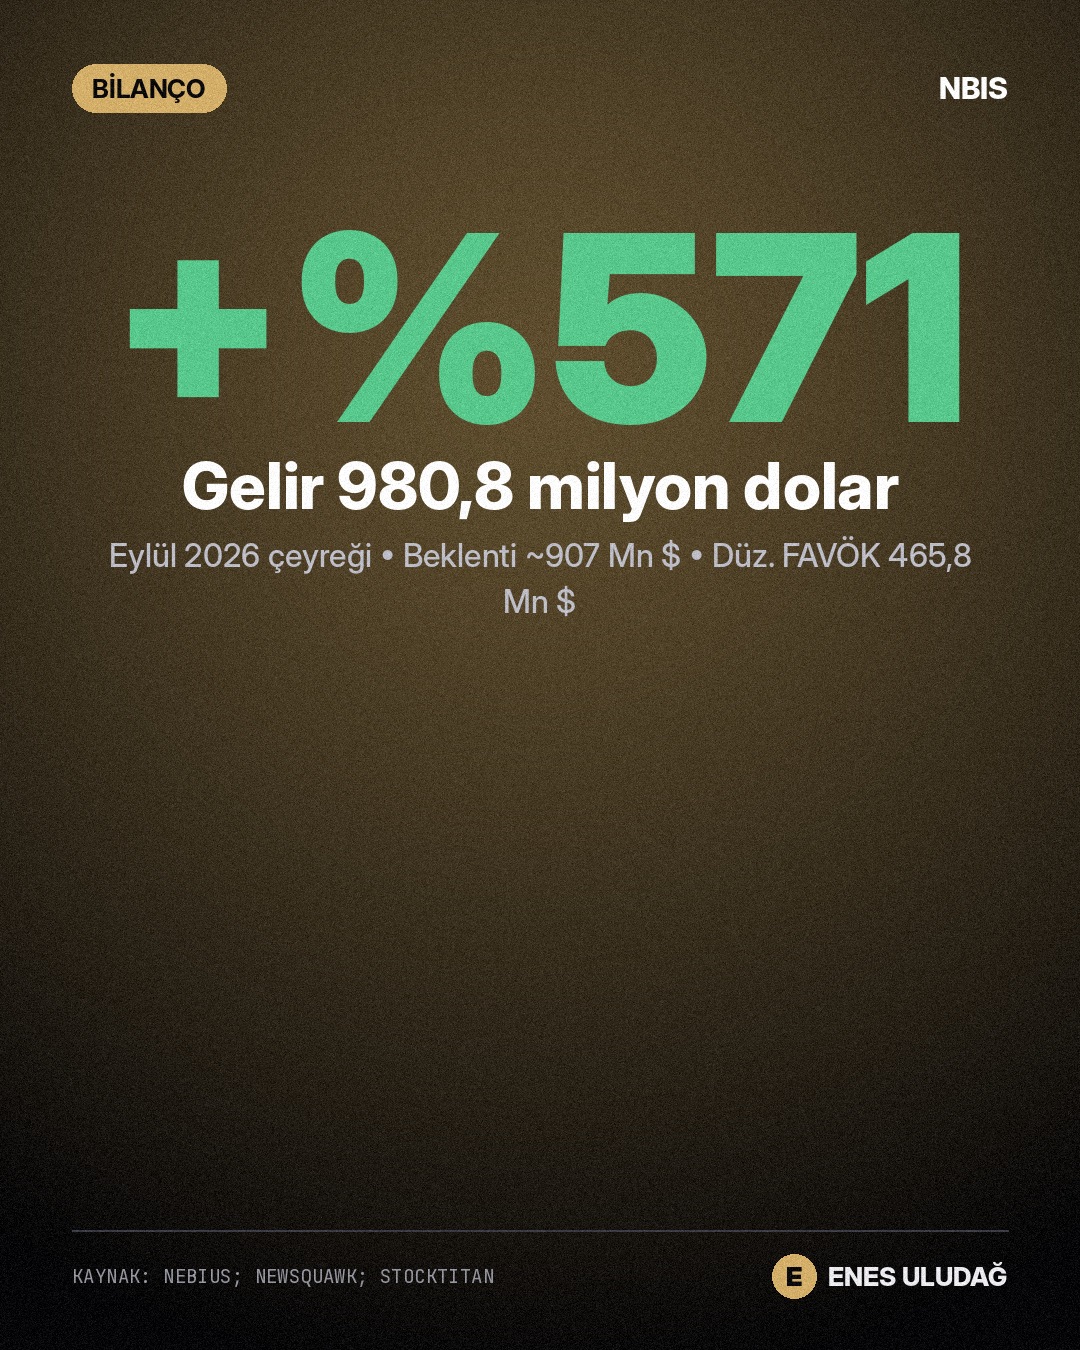 BİLANÇO
NBIS
+%571
Gelir 980,8 milyon dolar
Eylül 2026 çeyreği • Beklenti ~907 Mn $ • Düz. FAVÖK 465,8
Mn $
KAYNAK: NEBIUS; NEWSQUAWK; STOCKTITAN
E ENES ULUDAĞ